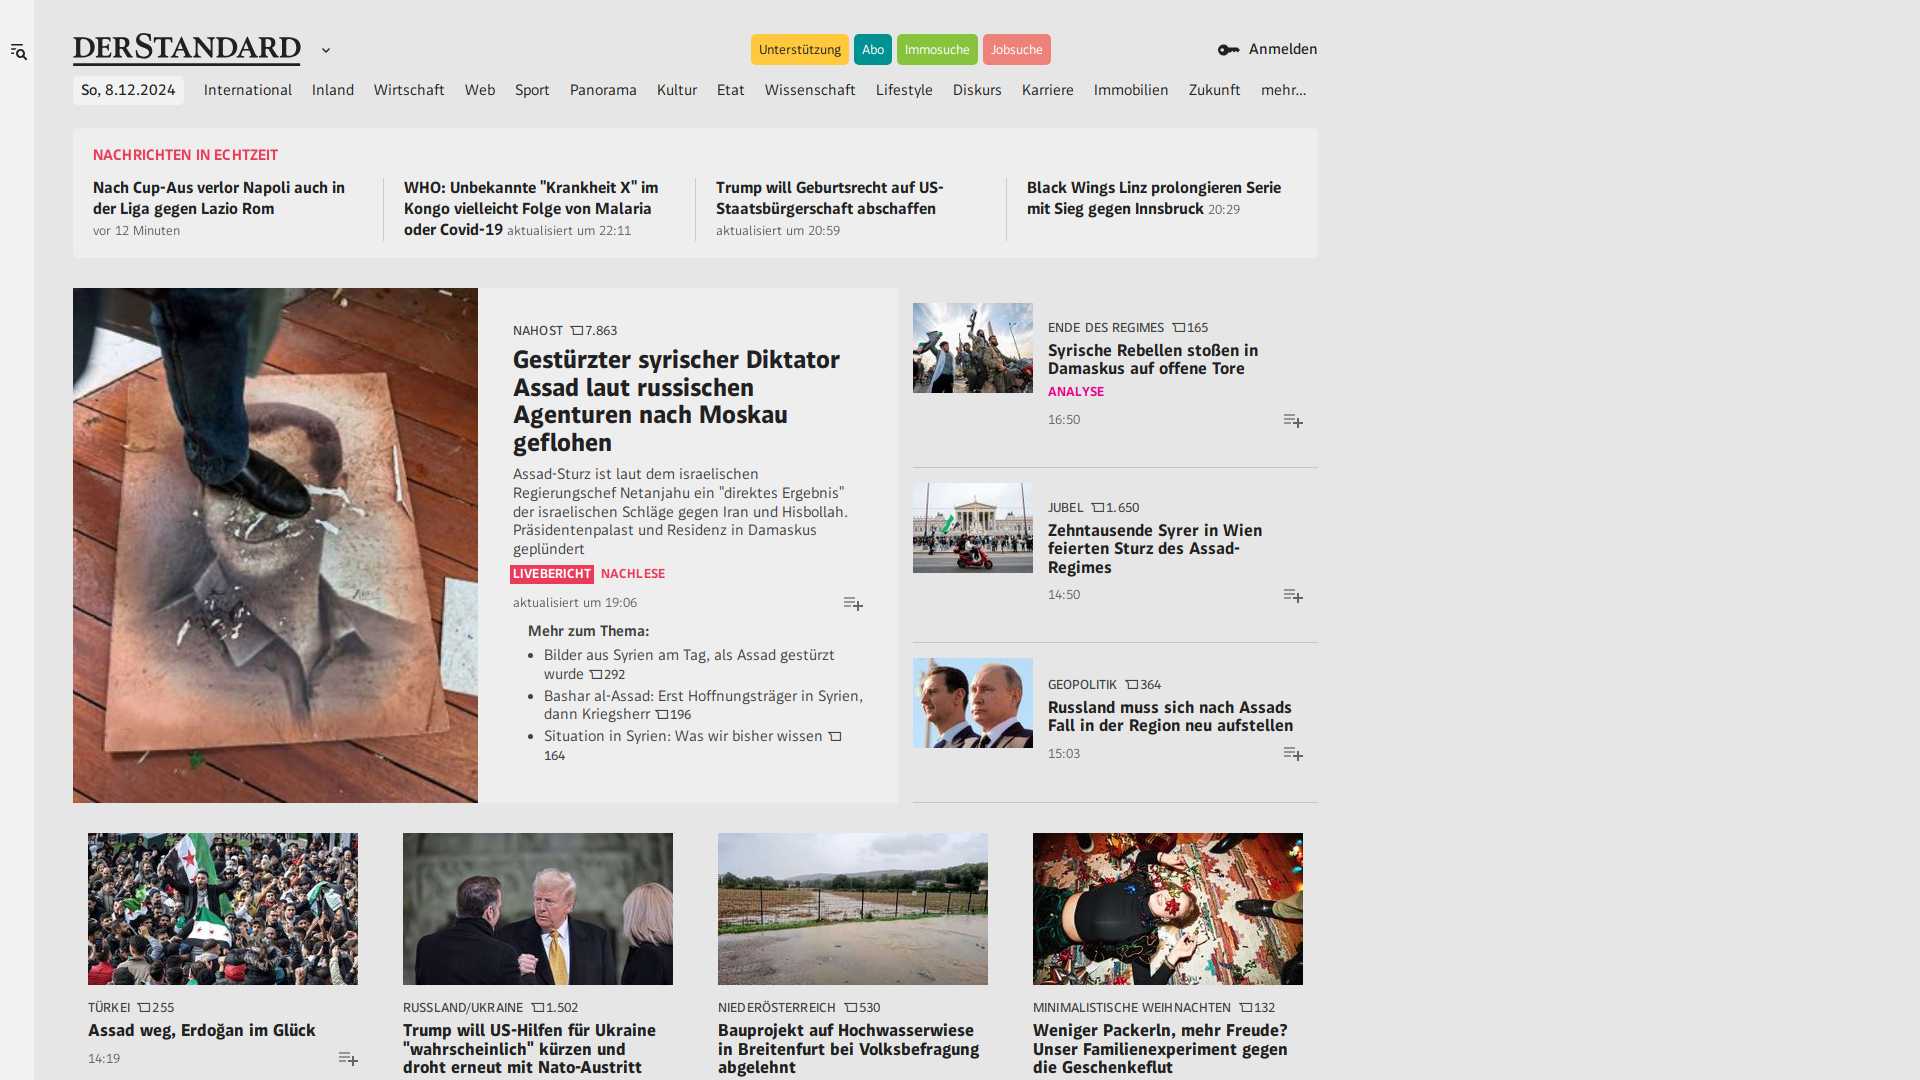 DERSTANDARD
Unterstützung
Abo
Immosuche
Jobsuche
Anmelden
So, 8.12.2024
International
Inland
Wirtschaft
Web
Sport
Panorama
Kultur
Etat
Wissenschaft
Lifestyle
Diskurs
Karriere
Immobilien
Zukunft
mehr...
NACHRICHTEN IN ECHTZEIT
Nach Cup-Aus verlor Napoli auch in
der Liga gegen Lazio Rom
vor 12 Minuten
WHO: Unbekannte "Krankheit X" im
Kongo vielleicht Folge von Malaria
oder Covid-19 aktualisiert um 22:11
Trump will Geburtsrecht auf US-
Staatsbürgerschaft abschaffen
aktualisiert um 20:59
Black Wings Linz prolongieren Serie
mit Sieg gegen Innsbruck 20:29
NAHOST 7.863
Gestürzter syrischer Diktator
Assad laut russischen
Agenturen nach Moskau
geflohen
Assad-Sturz ist laut dem israelischen
Regierungschef Netanjahu ein "direktes Ergebnis"
der israelischen Schläge gegen Iran und Hisbollah.
Präsidentenpalast und Residenz in Damaskus
geplündert
LIVEBERICHT NACHLESE
aktualisiert um 19:06
Mehr zum Thema:
Bilder aus Syrien am Tag, als Assad gestürzt
wurde 292
Bashar al-Assad: Erst Hoffnungsträger in Syrien,
dann Kriegsherr 196
Situation in Syrien: Was wir bisher wissen
164
ENDE DES REGIMES 165
Syrische Rebellen stoßen in
Damaskus auf offene Tore
ANALYSE
16:50
JUBEL 1.650
Zehntausende Syrer in Wien
feierten Sturz des Assad-
Regimes
14:50
GEOPOLITIK 364
Russland muss sich nach Assads
Fall in der Region neu aufstellen
15:03
TÜRKEI 255
Assad weg, Erdoğan im Glück
14:19
RUSSLAND/UKRAINE 1.502
Trump will US-Hilfen für Ukraine
"wahrscheinlich" kürzen und
droht erneut mit Nato-Austritt
NIEDERÖSTERREICH 530
Bauprojekt auf Hochwasserwiese
in Breitenfurt bei Volksbefragung
abgelehnt
MINIMALISTISCHE WEIHNACHTEN 132
Weniger Packerln, mehr Freude?
Unser Familienexperiment gegen
die Geschenkeflut